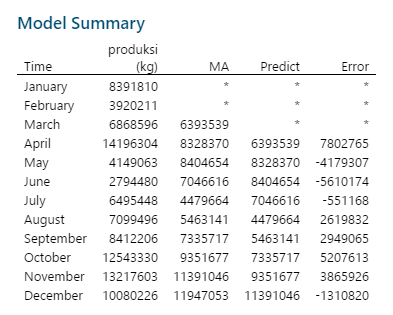 Model Summary
produksi
Time (kg) MA Predict Error
January 8391810 * * *
February 3920211 * * *
March 6868596 6393539 * *
April 14196304 8328370 6393539 7802765
May 4149063 8404654 8328370 -4179307
June 2794480 7046616 8404654 -5610174
July 6495448 4479664 7046616 -551168
August 7099496 5463141 4479664 2619832
September 8412206 7335717 5463141 2949065
October 12543330 9351677 7335717 5207613
November 13217603 11391046 9351677 3865926
December 10080226 11947053 11391046 -1310820